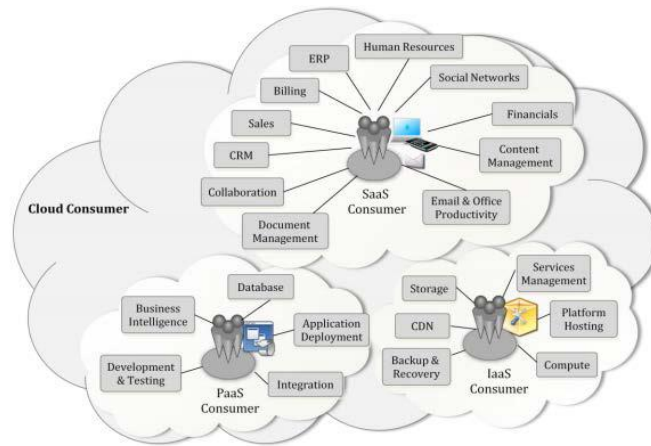 Human Resources
ERP
Social Networks
Billing
Financials
Sales
Content
Management
CRM
SaaS
Consumer
Collaboration
Email & Office
Productivity
Document
Management
Cloud Consumer
Database
Business
Intelligence
Application
Deployment
Development
& Testing
Integration
PaaS
Consumer
Services
Management
Storage
Platform
Hosting
CDN
Backup &
Recovery
Compute
IaaS
Consumer